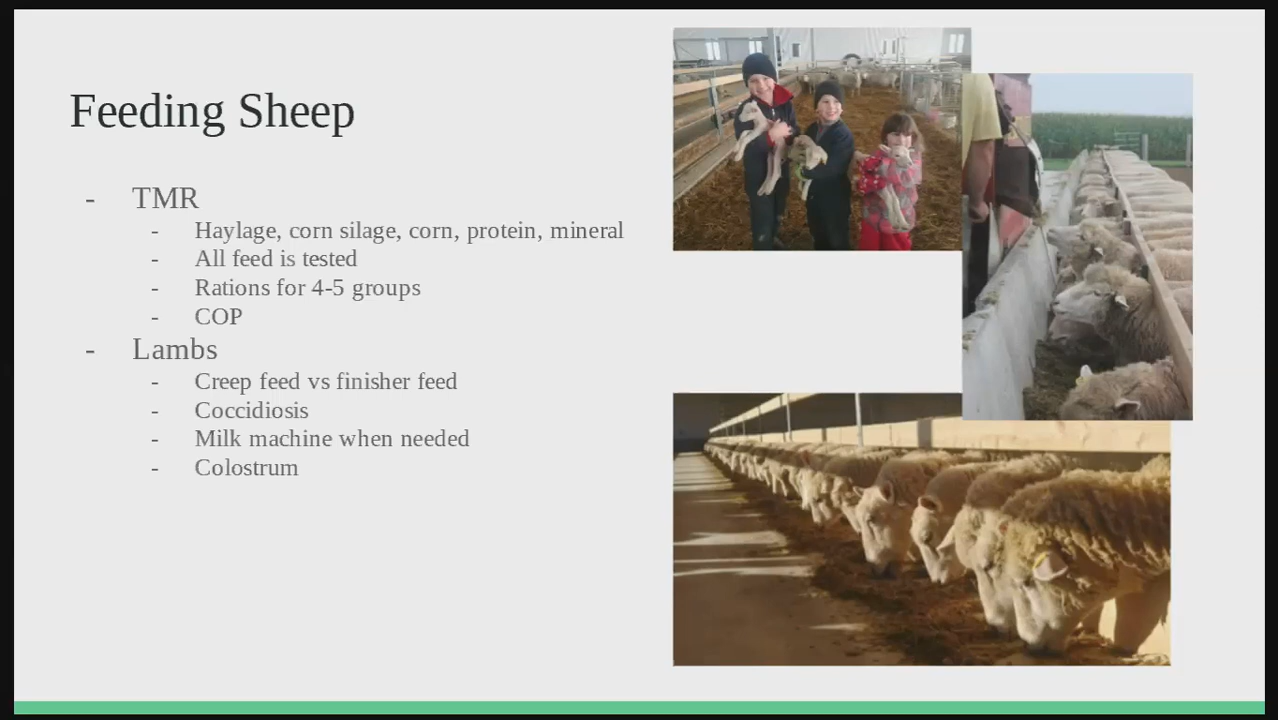 Feeding Sheep
- TMR
- Haylage, corn silage, corn, protein, mineral
- All feed is tested
- Rations for 4-5 groups
- COP
- Lambs
- Creep feed vs finisher feed
- Coccidiosis
- Milk machine when needed
- Colostrum